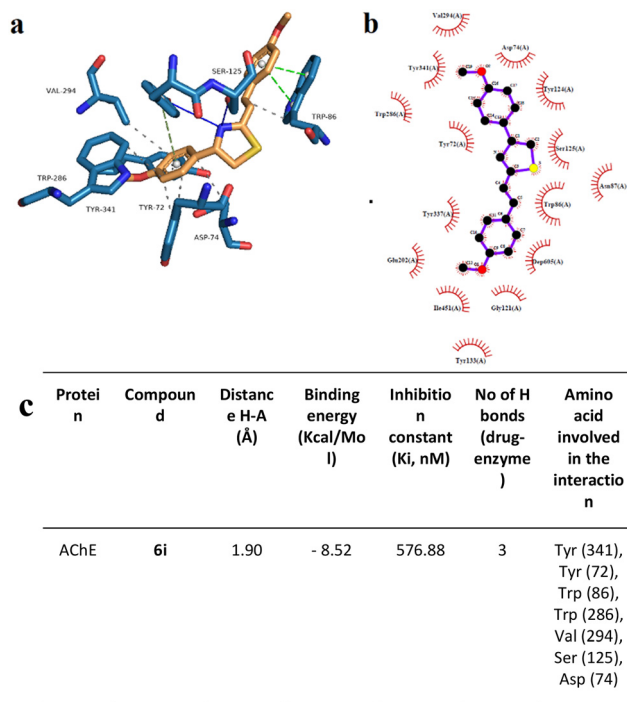 a
b
SER-125
VAL-294
TRP-86
TRP-286
TYR-341
TYR-72
ASP-74
Val294(A)
Asp74(A)
Tyr341(A)
Tyr124(A)
Trp286(A)
Tyr72(A)
Ser125(A)
Asn87(A)
Trp86(A)
Tyr337(A)
Glu202(A)
Dep605(A)
Ile451(A)
Gly121(A)
Tyr133(A)
c
Protei Compoun Distanc Binding Inhibitio No of H Amino
n d e H-A energy n bonds acid
(Å) (Kcal/Mo constant (drug- involved
l) (Ki, nM) enzyme in the
) interactio
n
AChE 6i 1.90 - 8.52 576.88 3 Tyr (341),
Tyr (72),
Trp (86),
Trp (286),
Val (294),
Ser (125),
Asp (74)